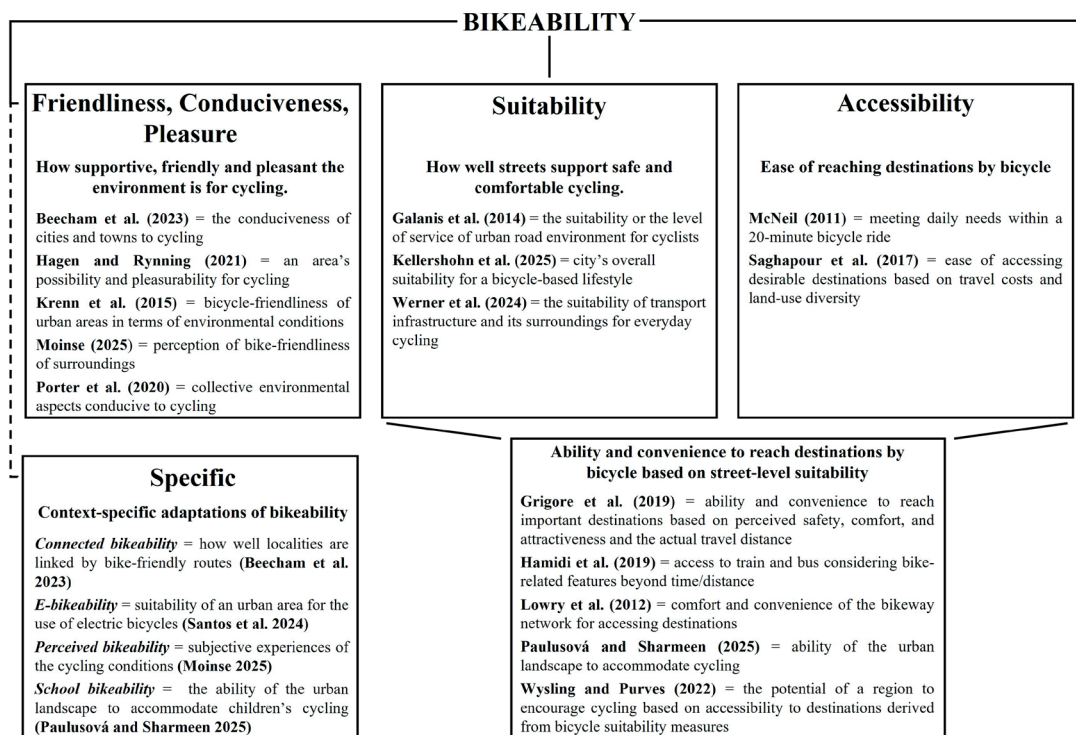 BIKEABILITY
Friendliness, Conduciveness,
Pleasure
How supportive, friendly and pleasant the
environment is for cycling.
Beecham et al. (2023) = the conduciveness of
cities and towns to cycling
Hagen and Rynning (2021) = an area's
possibility and pleasurability for cycling
Krenn et al. (2015) = bicycle-friendliness of
urban areas in terms of environmental conditions
Moinse (2025) = perception of bike-friendliness
of surroundings
Porter et al. (2020) = collective environmental
aspects conducive to cycling
Suitability
How well streets support safe and
comfortable cycling.
Galanis et al. (2014) = the suitability or the level
of service of urban road environment for cyclists
Kellershohn et al. (2025) = city's overall
suitability for a bicycle-based lifestyle
Werner et al. (2024) = the suitability of transport
infrastructure and its surroundings for everyday
cycling
Accessibility
Ease of reaching destinations by bicycle
McNeil (2011) = meeting daily needs within a
20-minute bicycle ride
Saghapour et al. (2017) = ease of accessing
desirable destinations based on travel costs and
land-use diversity
Specific
Context-specific adaptations of bikeability
Connected bikeability = how well localities are
linked by bike-friendly routes (Beecham et al.
2023)
E-bikeability = suitability of an urban area for the
use of electric bicycles (Santos et al. 2024)
Perceived bikeability = subjective experiences of
the cycling conditions (Moinse 2025)
School bikeability = the ability of the urban
landscape to accommodate children's cycling
(Paulusová and Sharmeen 2025)
Ability and convenience to reach destinations by
bicycle based on street-level suitability
Grigore et al. (2019) = ability and convenience to reach
important destinations based on perceived safety, comfort, and
attractiveness and the actual travel distance
Hamidi et al. (2019) = access to train and bus considering bike-
related features beyond time/distance
Lowry et al. (2012) = comfort and convenience of the bikeway
network for accessing destinations
Paulusová and Sharmeen (2025) = ability of the urban
landscape to accommodate cycling
Wysling and Purves (2022) = the potential of a region to
encourage cycling based on accessibility to destinations derived
from bicycle suitability measures